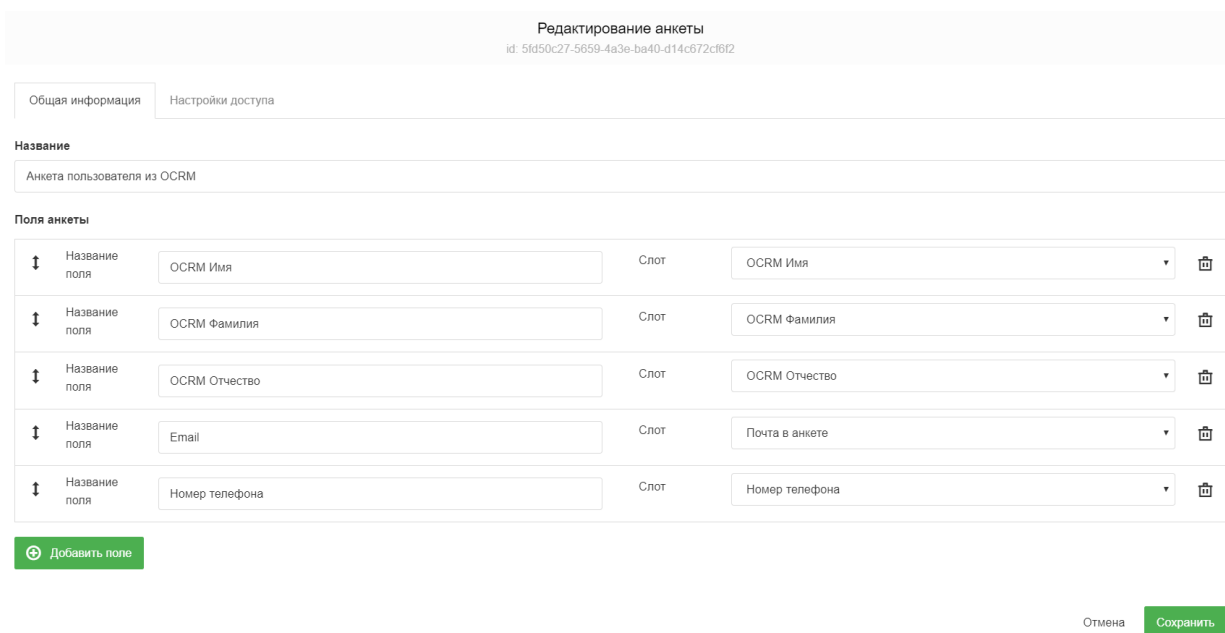 Редактирование анкеты
id: 5fd50c27-5659-4a3e-ba40-d14c672cf6f2
Общая информация Настройки доступа
Название
Анкета пользователя из OCRM
Поля анкеты
Название поля OCRM Имя Слот OCRM Имя
Название поля OCRM Фамилия Слот OCRM Фамилия
Название поля OCRM Отчество Слот OCRM Отчество
Название поля Email Слот Почта в анкете
Название поля Номер телефона Слот Номер телефона
Добавить поле
Отмена Сохранить